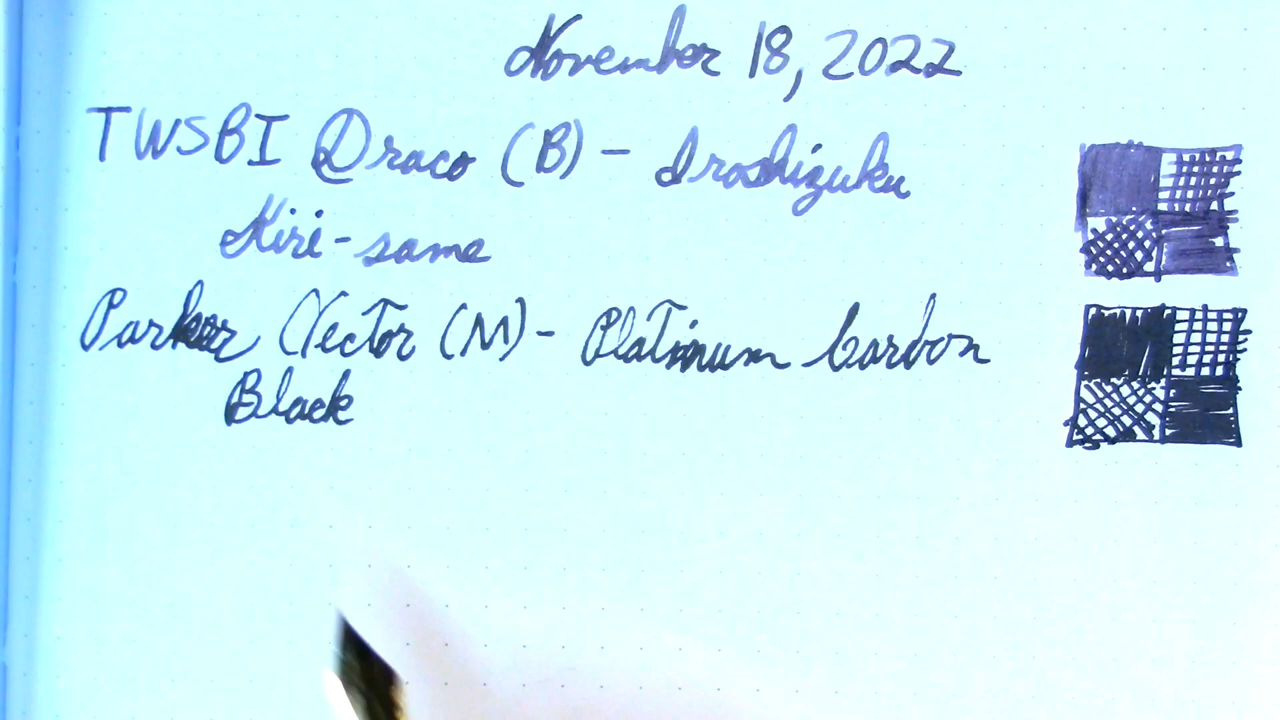 November 18, 2022
TWSBI Draco (B) - Iroshizuku
Kiri-same
Parker Vector (M) - Platinum Carbon
Black